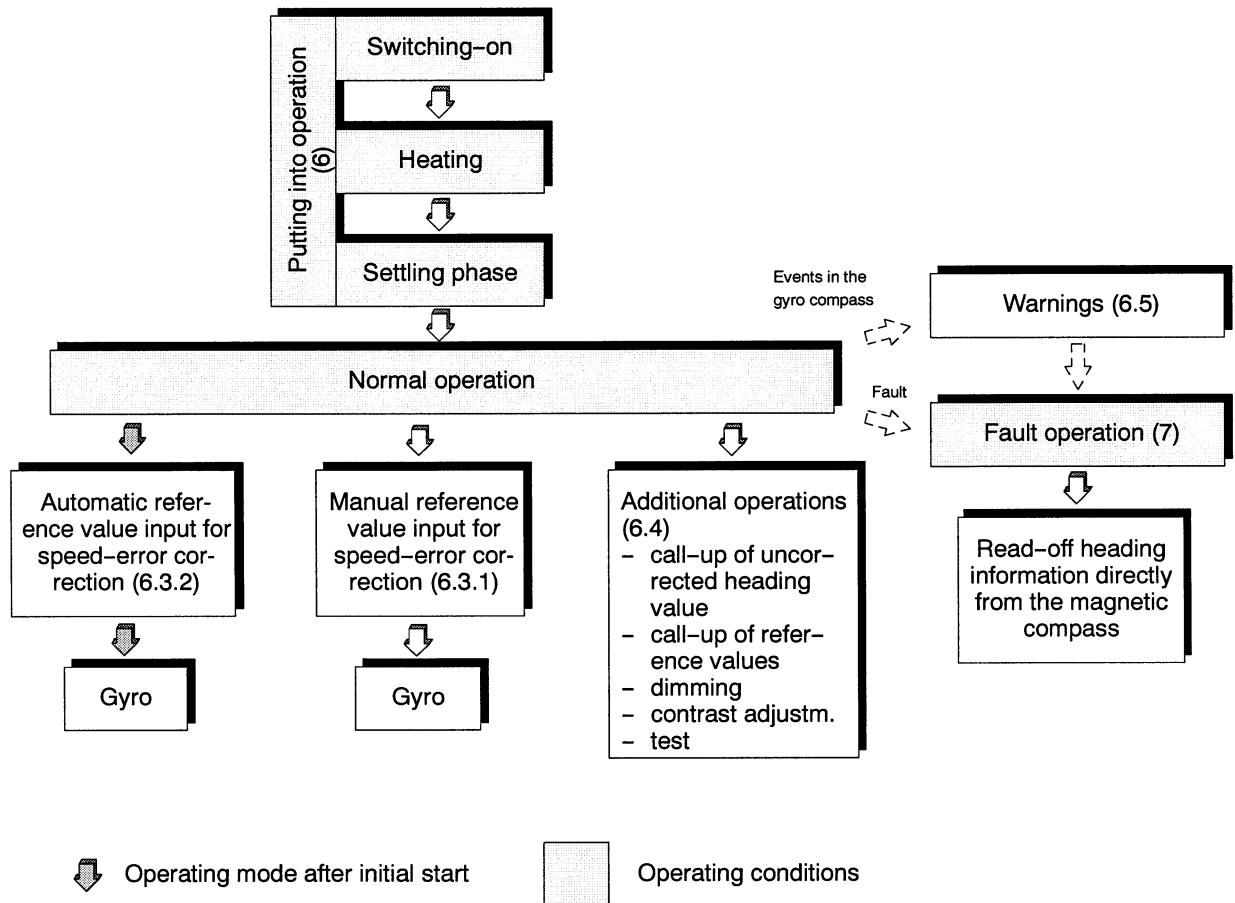 Putting into operation
(6)
Switching–on
Heating
Settling phase
Events in the
gyro compass
Warnings (6.5)
Normal operation
Fault
Fault operation (7)
Automatic refer-
ence value input for
speed–error cor-
rection (6.3.2)
Manual reference
value input for
speed–error cor-
rection (6.3.1)
Additional operations
(6.4)
– call–up of uncor-
rected heading
value
– call–up of refer-
ence values
– dimming
– contrast adjustm.
– test
Read–off heading
information directly
from the magnetic
compass
Gyro
Gyro
Operating mode after initial start
Operating conditions